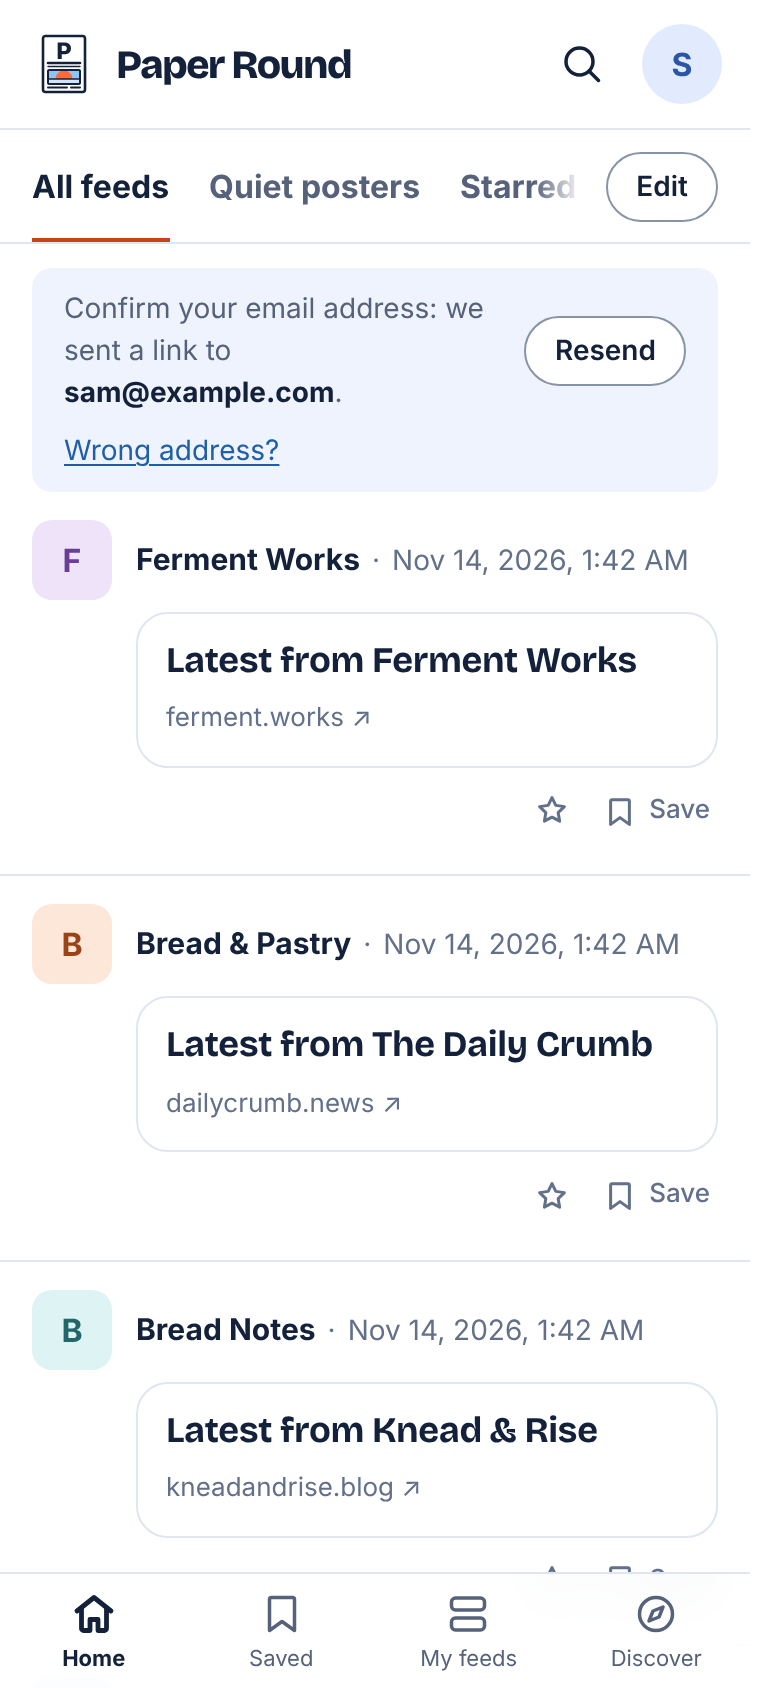 P
Paper Round
S
All feeds
Quiet posters
Starred
Edit
Confirm your email address: we
sent a link to
sam@example.com.
Resend
Wrong address?
F
Ferment Works · Nov 14, 2026, 1:42 AM
Latest from Ferment Works
ferment.works ↗
Save
B
Bread & Pastry · Nov 14, 2026, 1:42 AM
Latest from The Daily Crumb
dailycrumb.news ↗
Save
B
Bread Notes · Nov 14, 2026, 1:42 AM
Latest from Knead & Rise
kneadandrise.blog ↗
Home
Saved
My feeds
Discover